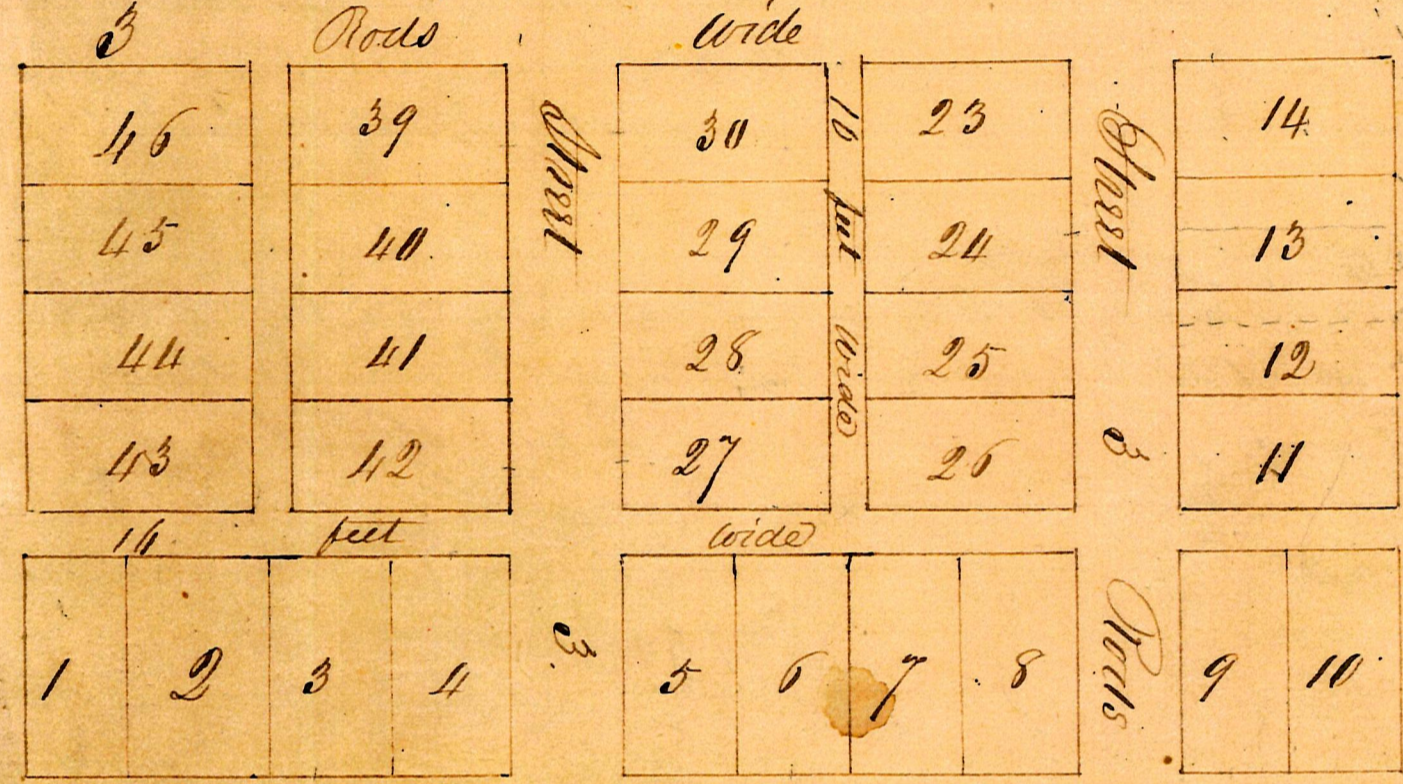 3 Rods wide
46 39 30 23 14
45 40 29 24 13
44 41 28 25 12
43 42 27 26 11
Street
16 feet wide
Street
16 feet wide
1 2 3 4 5 6 7 8 9 10
3
3 Rods